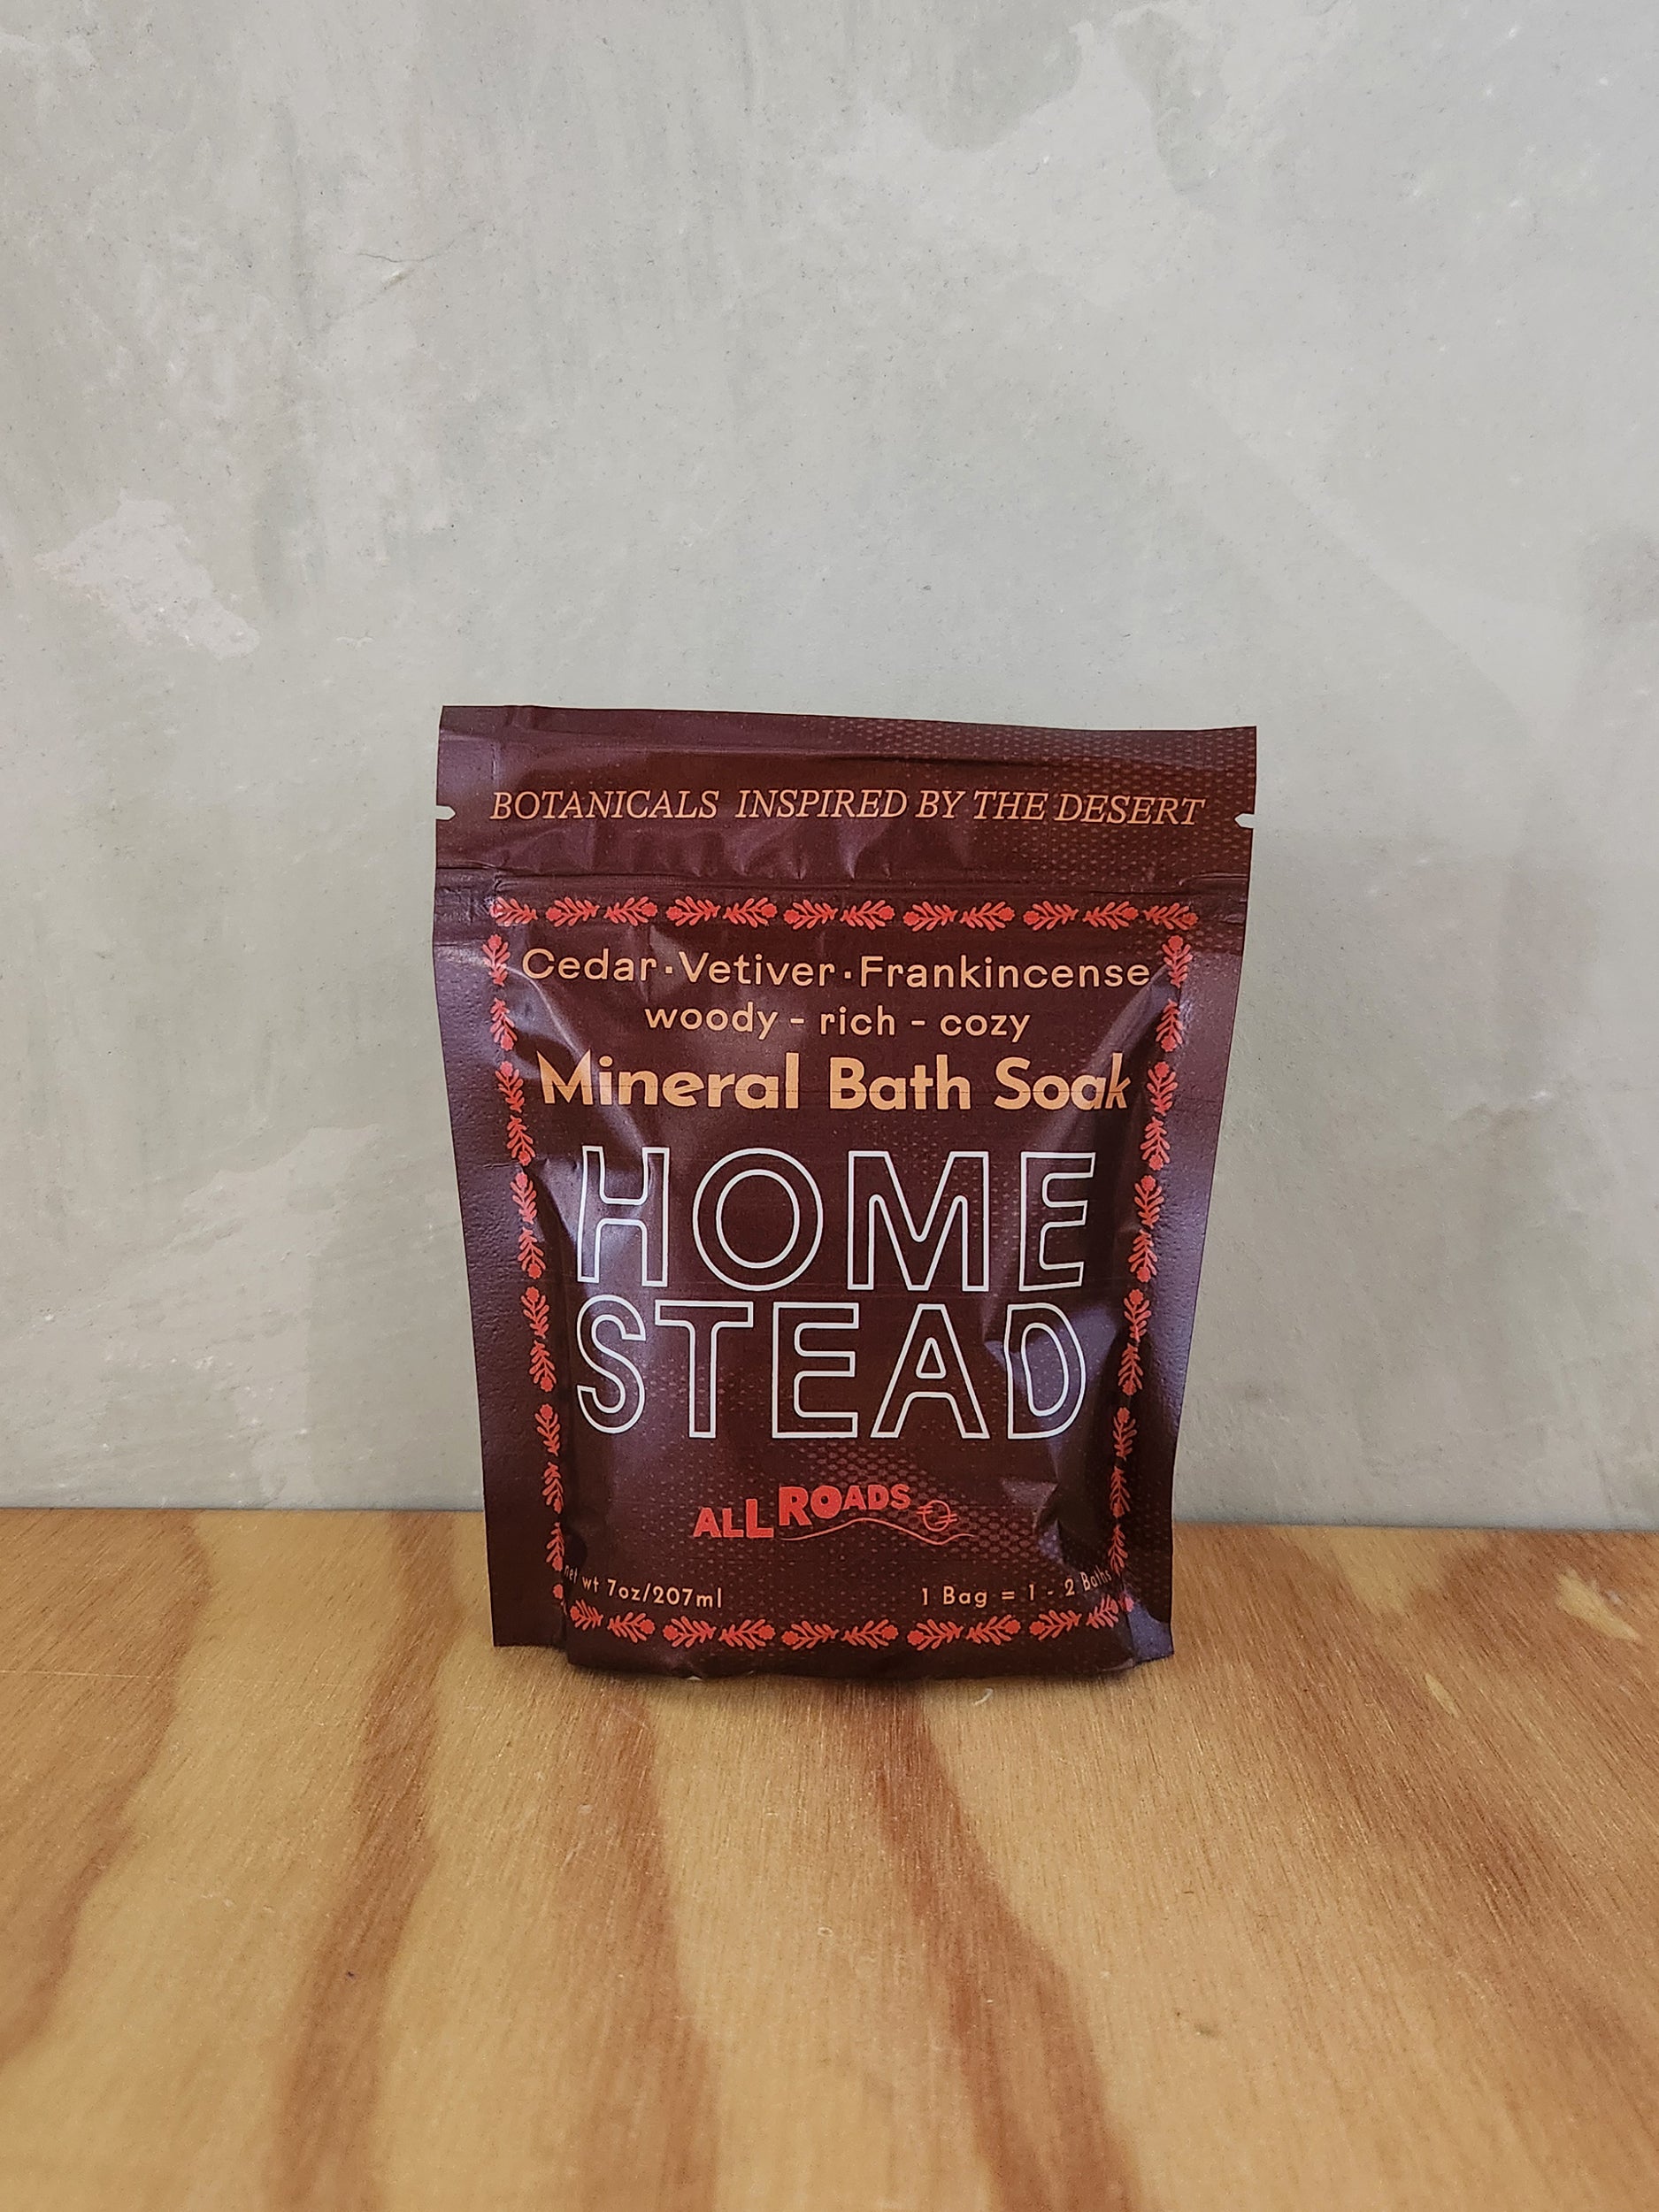 BOTANICALS INSPIRED BY THE DESERT
Cedar · Vetiver · Frankincense
woody - rich - cozy
Mineral Bath Soak
HOME
STEAD
ALL ROADS
net wt 7oz/207ml
1 Bag = 1 - 2 Baths